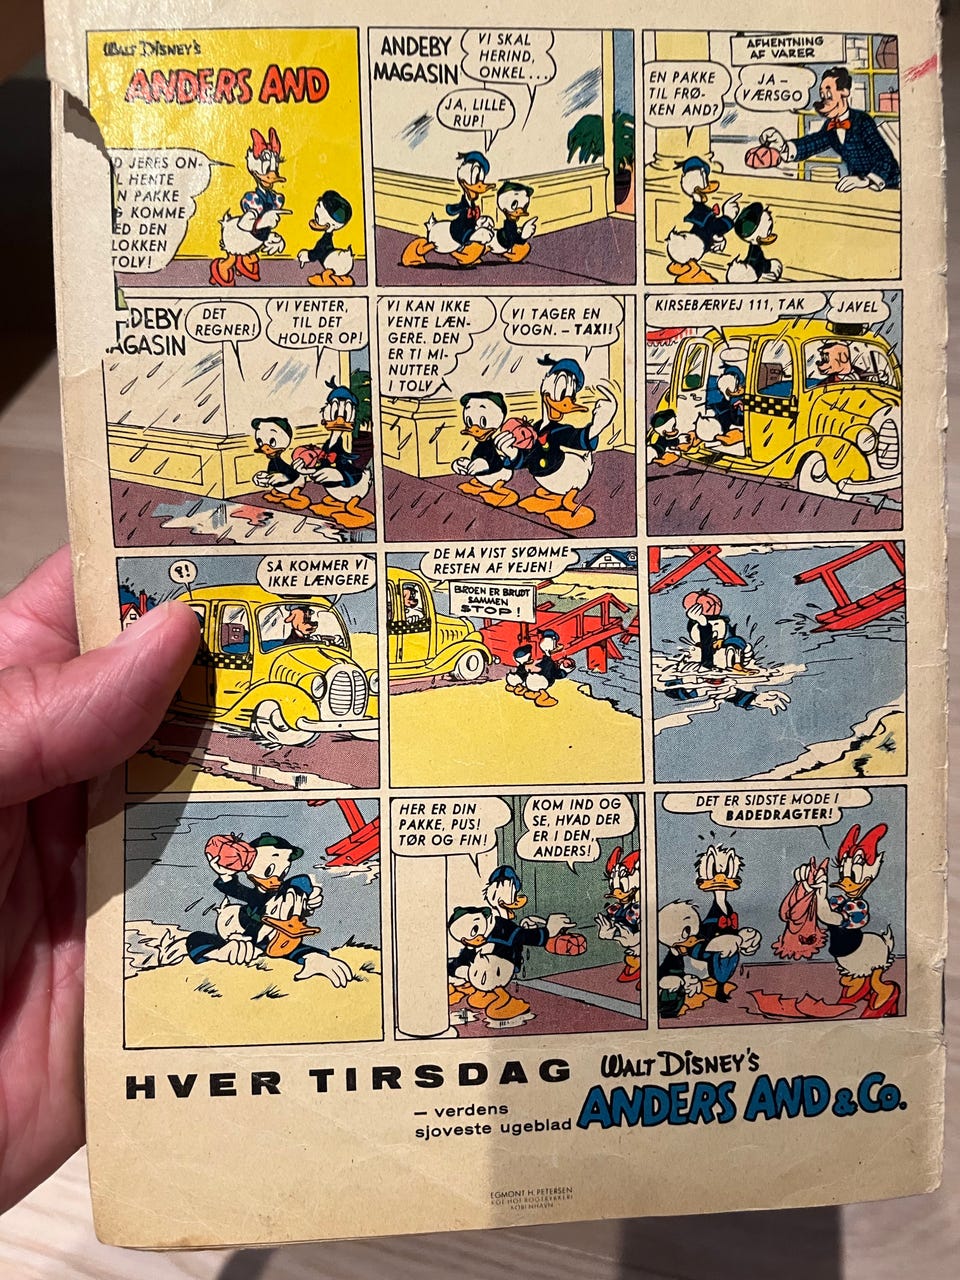 WALT DISNEY'S
ANDERS AND
JERES ON-
HENTE
PAKKE
KOMME
DEN
TOLV!
ANDEBY
MAGASIN
VI SKAL
HERIND,
ONKEL...
JA, LILLE
RUP!
AFHENTNING
AF VARER
EN PAKKE
TIL FRØ-
KEN AND?
JA –
VÆRSGO
DEBY
AGASIN
DET
REGNER!
VI VENTER,
TIL DET
HOLDER OP!
VI KAN IKKE
VENTE LÆN-
GERE. DEN
ER TI MI-
NUTTER
I TOLV
VI TAGER EN
VOGN. – TAXI!
KIRSEBÆRVEJ 111, TAK
JAVEL
?!
SÅ KOMMER VI
IKKE LÆNGERE
DE MÅ VIST SVØMME
RESTEN AF VEJEN!
BROEN ER BRUDT
SAMMEN
STOP!
HER ER DIN
PAKKE, PUS!
TØR OG FIN!
KOM IND OG
SE, HVAD DER
ER I DEN,
ANDERS!
DET ER SIDSTE MODE I
BADEDRAGTER!
HVER TIRSDAG
– verdens
sjoveste ugeblad
WALT DISNEY'S
ANDERS AND & Co.
EGMONT H. PETERSEN
KGL HOF BOGTRYKKERI
KØBENHAVN